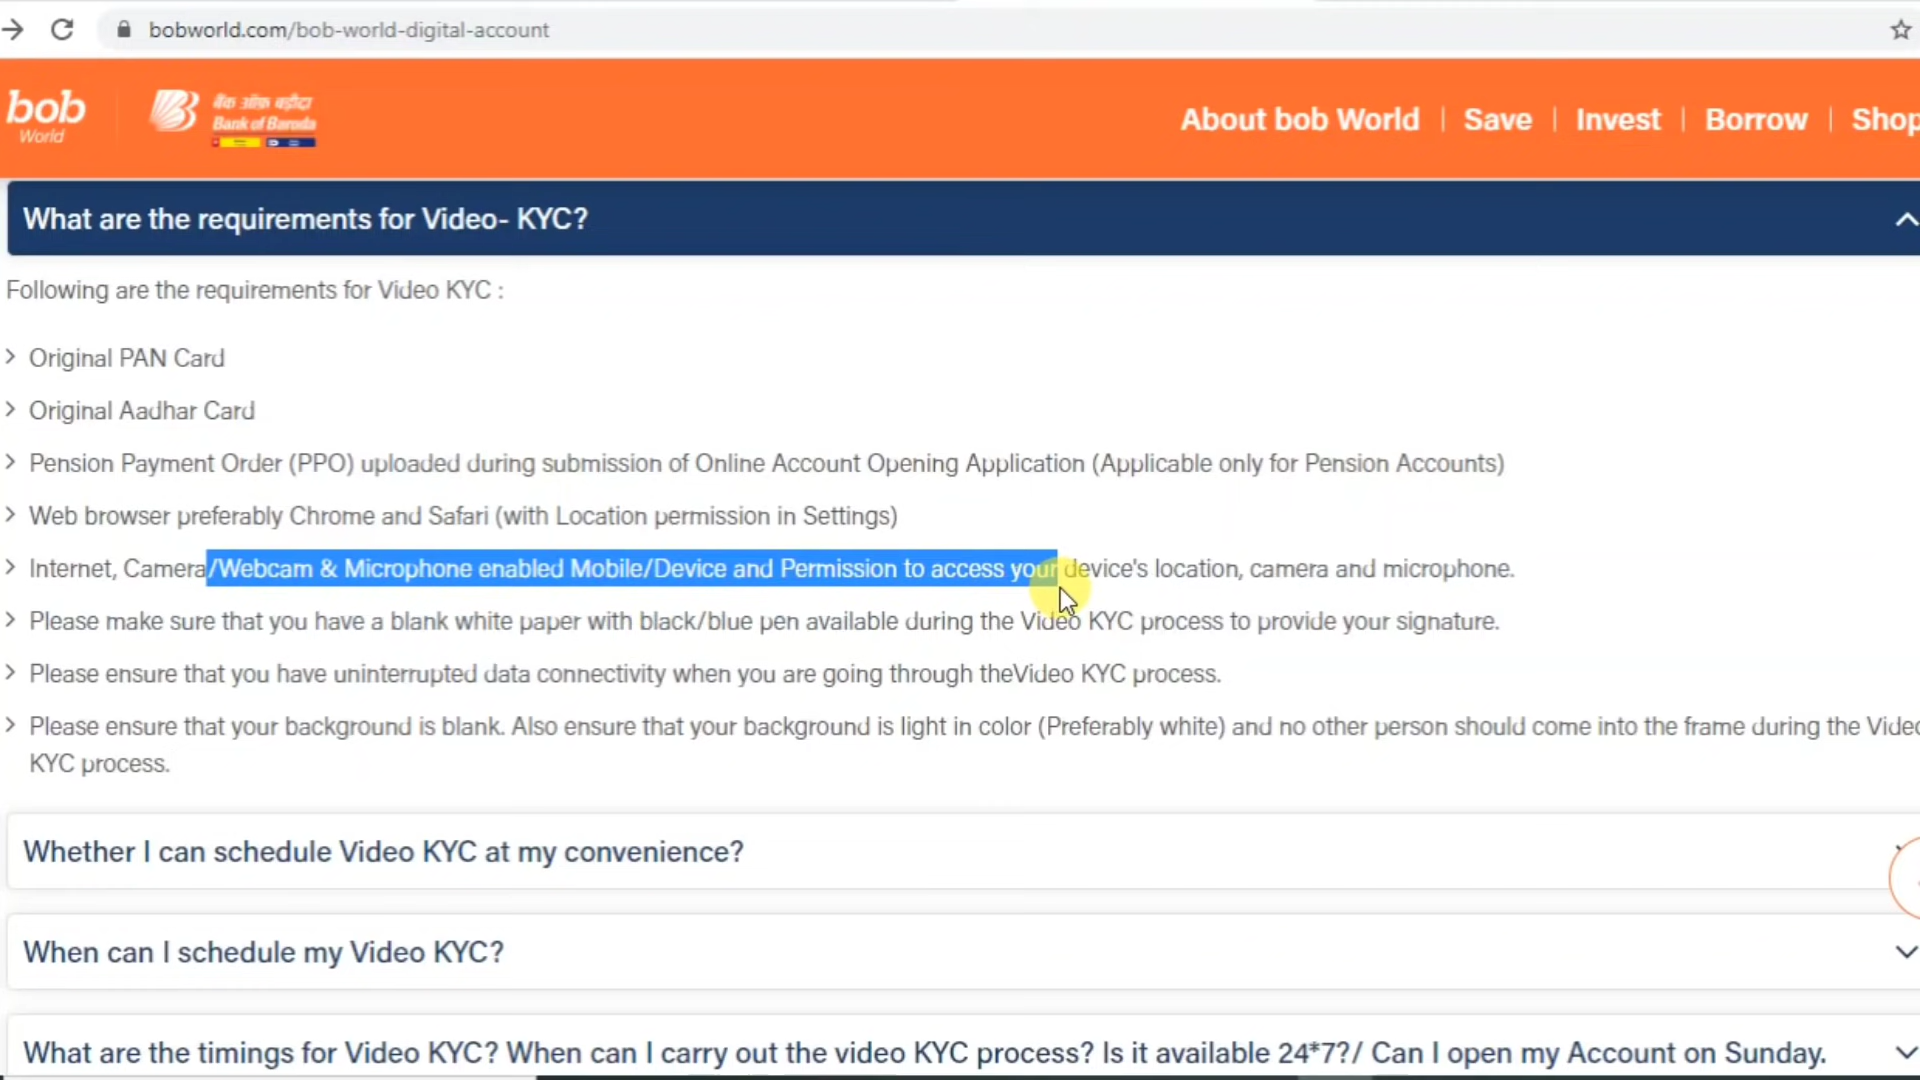 bobworld.com/bob-world-digital-account
bob
World
बैंक ऑफ़ बड़ौदा
Bank of Baroda
About bob World | Save | Invest | Borrow | Shop
What are the requirements for Video- KYC?
Following are the requirements for Video KYC :
Original PAN Card
Original Aadhar Card
Pension Payment Order (PPO) uploaded during submission of Online Account Opening Application (Applicable only for Pension Accounts)
Web browser preferably Chrome and Safari (with Location permission in Settings)
Internet, Camera/Webcam & Microphone enabled Mobile/Device and Permission to access your device's location, camera and microphone.
Please make sure that you have a blank white paper with black/blue pen available during the Video KYC process to provide your signature.
Please ensure that you have uninterrupted data connectivity when you are going through theVideo KYC process.
Please ensure that your background is blank. Also ensure that your background is light in color (Preferably white) and no other person should come into the frame during the Video
KYC process.
Whether I can schedule Video KYC at my convenience?
When can I schedule my Video KYC?
What are the timings for Video KYC? When can I carry out the video KYC process? Is it available 24*7?/ Can I open my Account on Sunday.